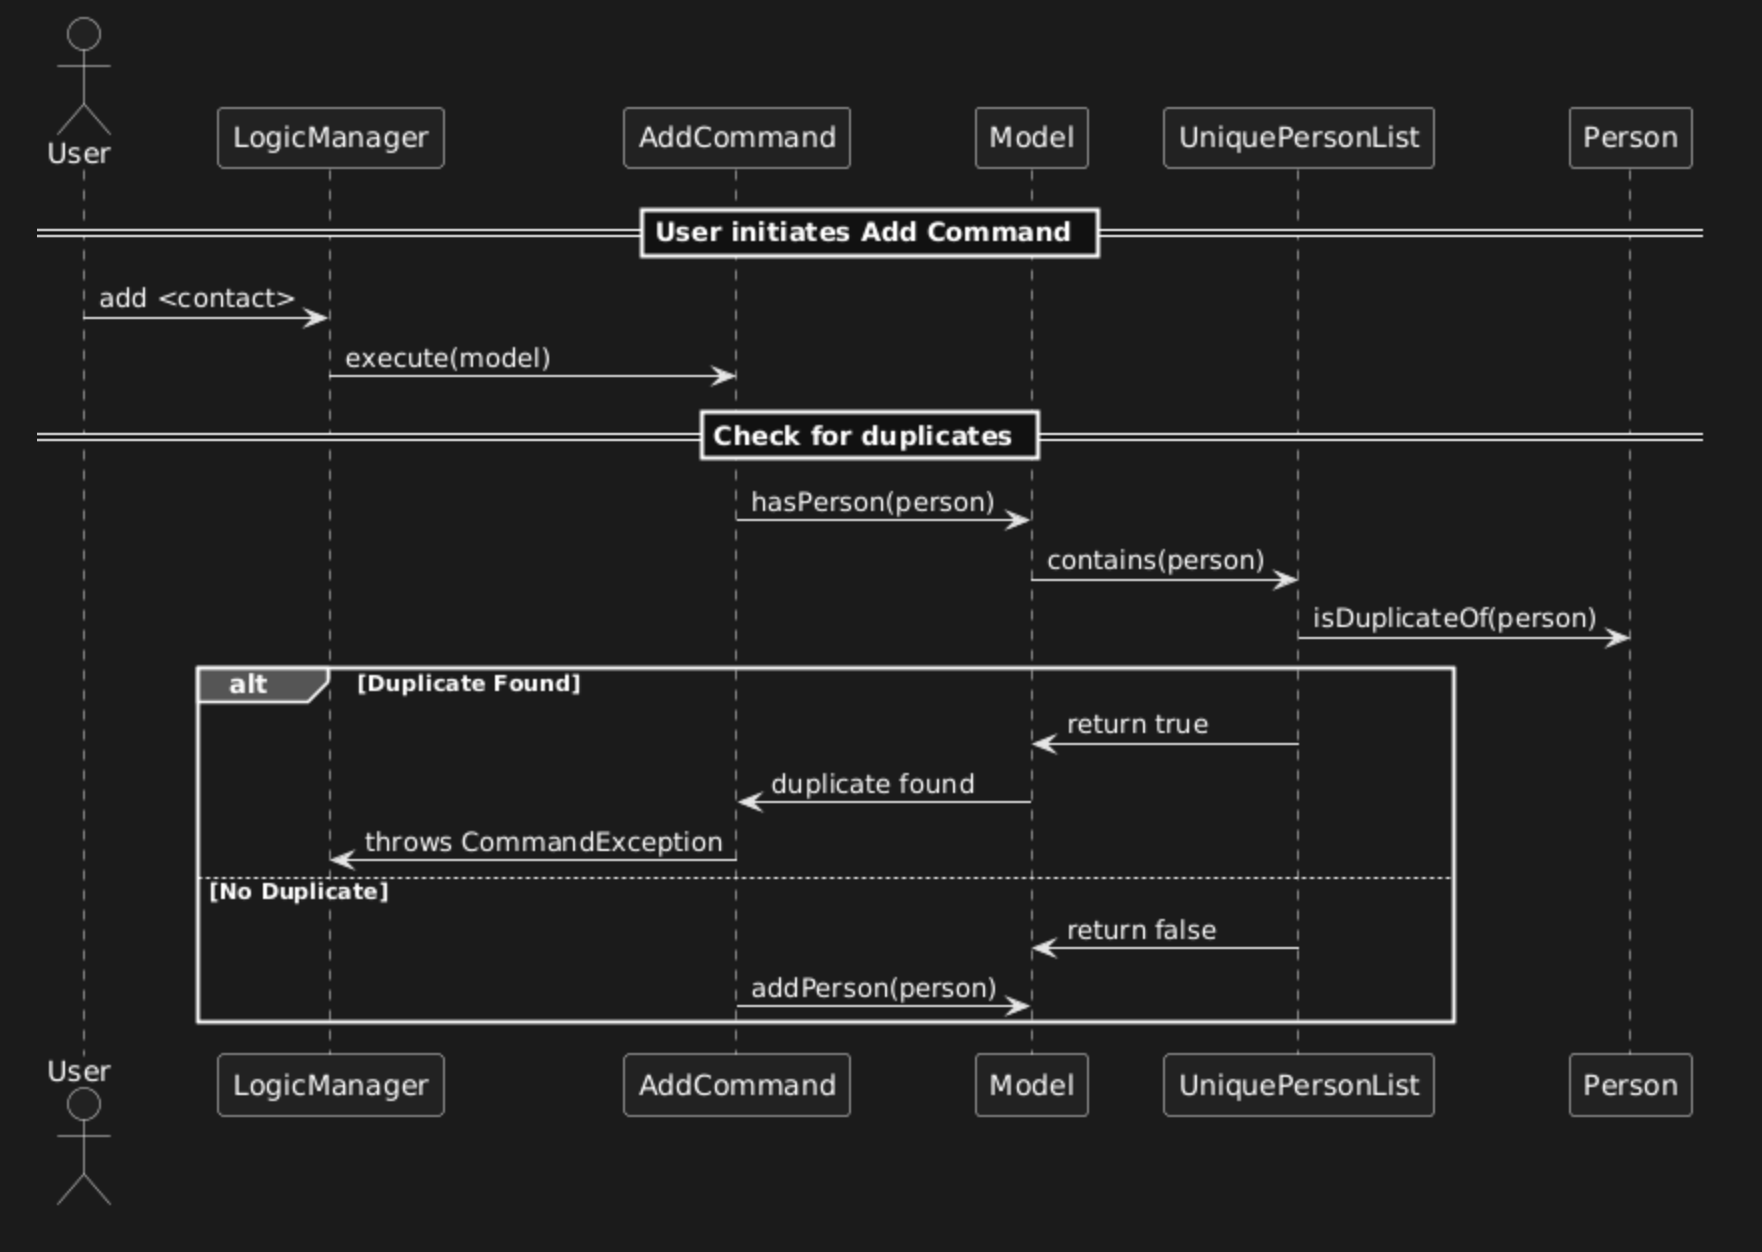 User
LogicManager
AddCommand
Model
UniquePersonList
Person
User initiates Add Command
add <contact>
execute(model)
Check for duplicates
hasPerson(person)
contains(person)
isDuplicateOf(person)
alt
[Duplicate Found]
return true
duplicate found
throws CommandException
[No Duplicate]
return false
addPerson(person)
User
LogicManager
AddCommand
Model
UniquePersonList
Person